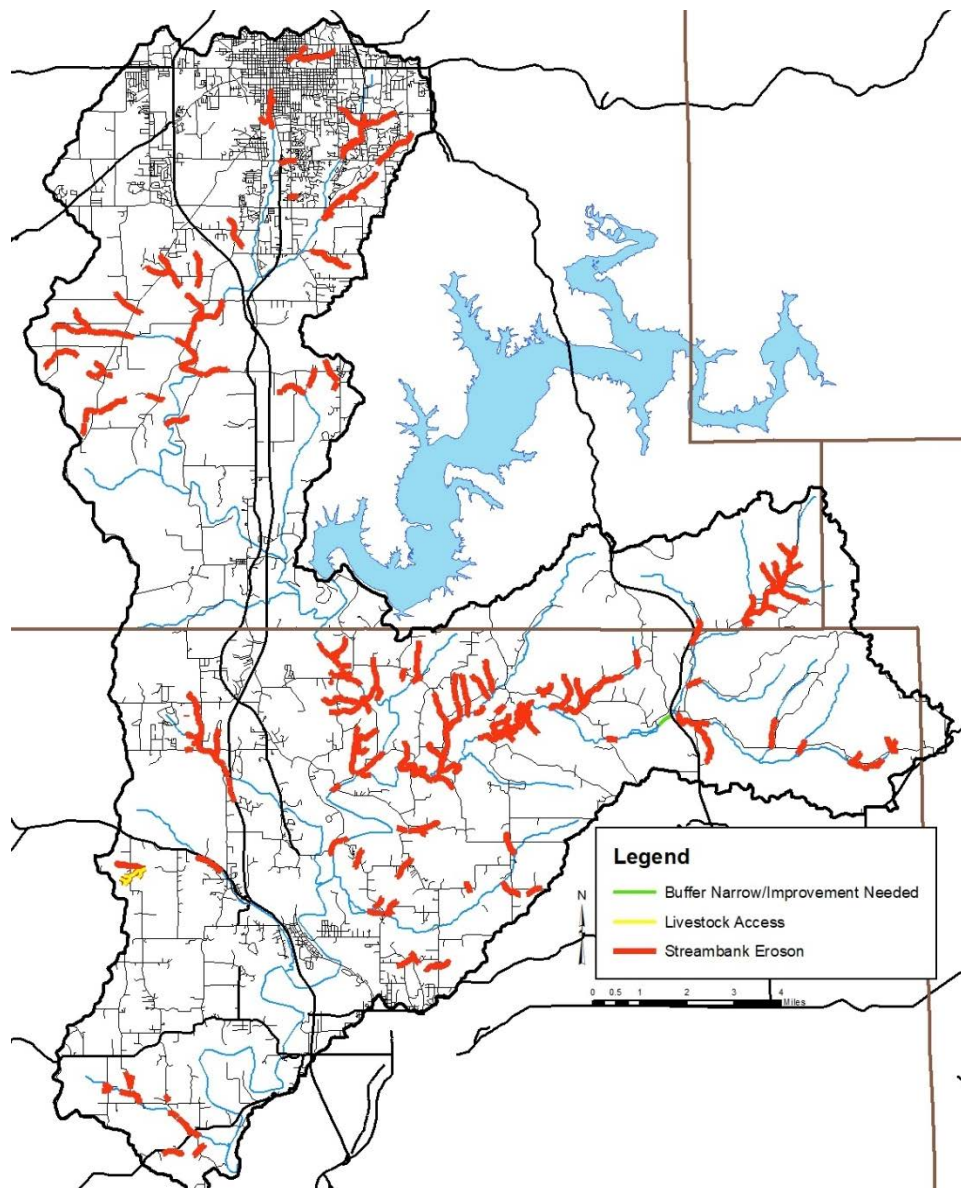 Legend
Buffer Narrow/Improvement Needed
Livestock Access
Streambank Eroson
N
0 0.5 1 2 3 4
Miles